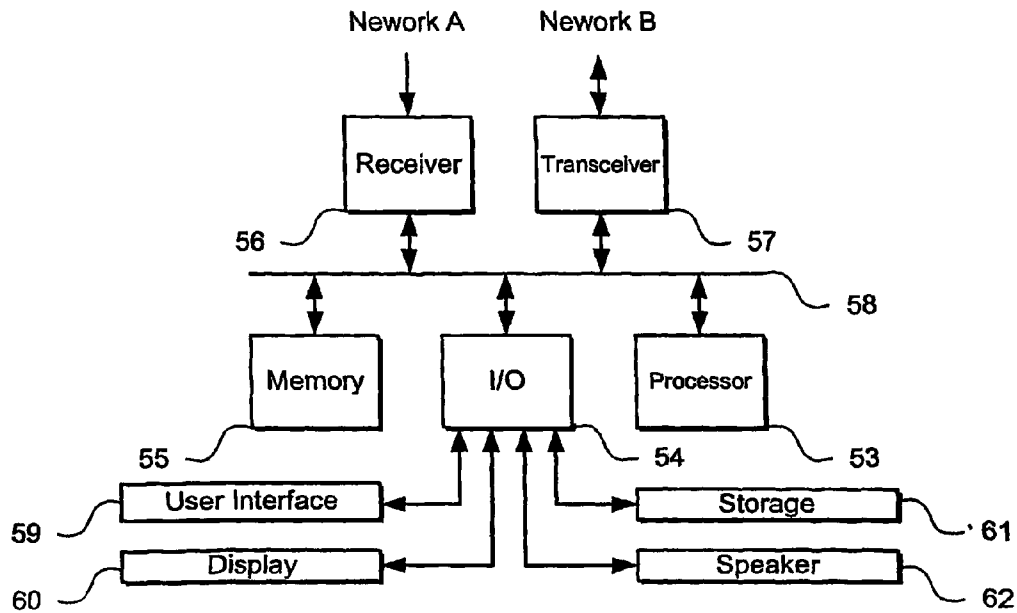 Nework A
Nework B
Receiver
Transceiver
56
57
58
Memory
I/O
Processor
55
54
53
User Interface
Storage
59
61
Display
Speaker
60
62